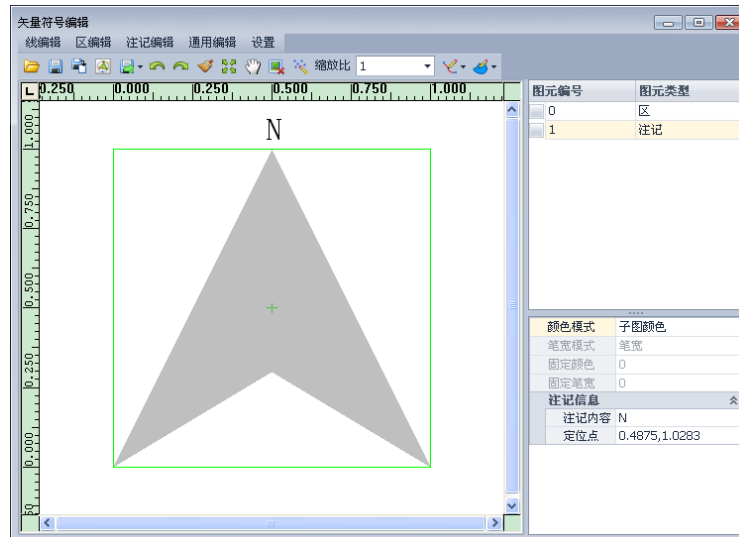 矢量符号编辑
线编辑 区编辑 注记编辑 通用编辑 设置
缩放比 1
0.250 0.000 0.250 0.500 0.750 1.000
图元编号 图元类型
0 区
1 注记
1.000
0.750
0.500
0.250
0.000
50
N
颜色模式 子图颜色
笔宽模式 笔宽
固定颜色 0
固定笔宽 0
注记信息
注记内容 N
定位点 0.4875,1.0283